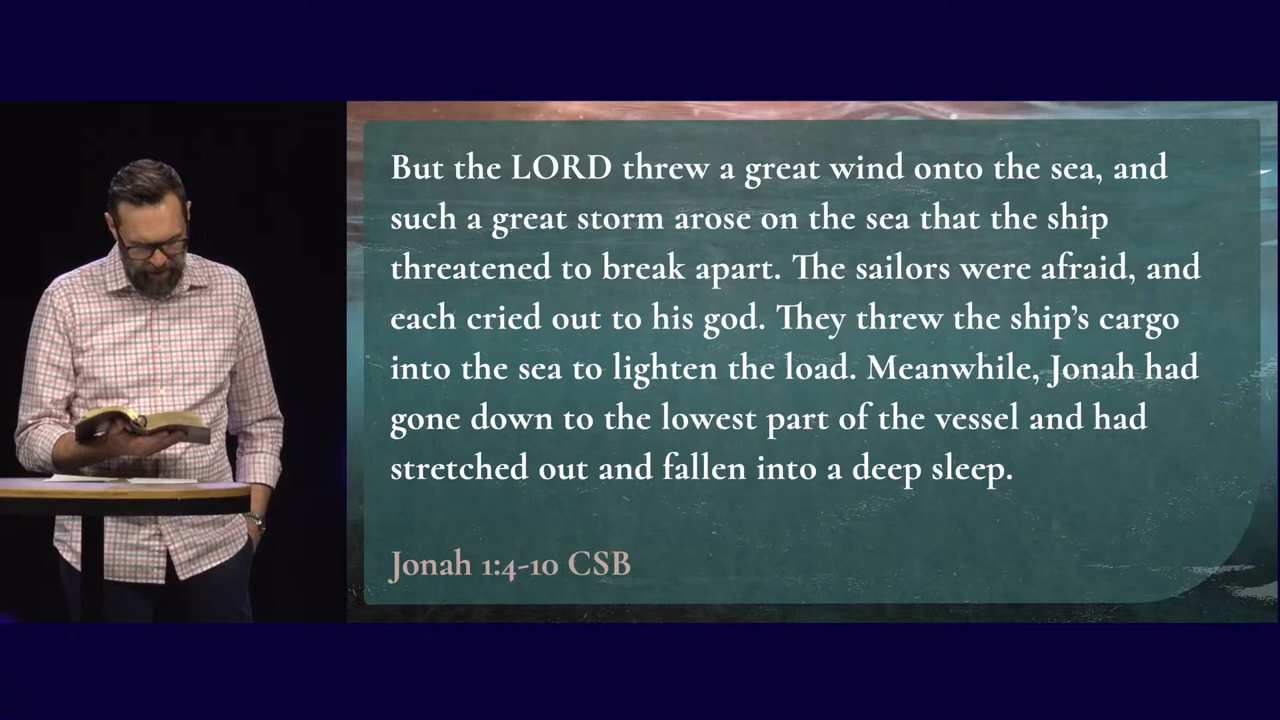 But the LORD threw a great wind onto the sea, and
such a great storm arose on the sea that the ship
threatened to break apart. The sailors were afraid, and
each cried out to his god. They threw the ship’s cargo
into the sea to lighten the load. Meanwhile, Jonah had
gone down to the lowest part of the vessel and had
stretched out and fallen into a deep sleep.
Jonah 1:4-10 CSB